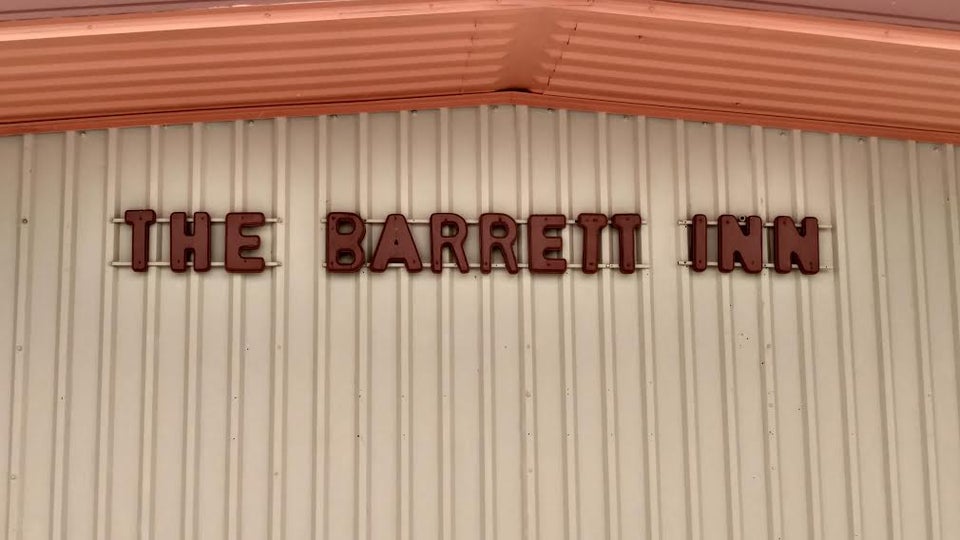 THE BARRETT INN